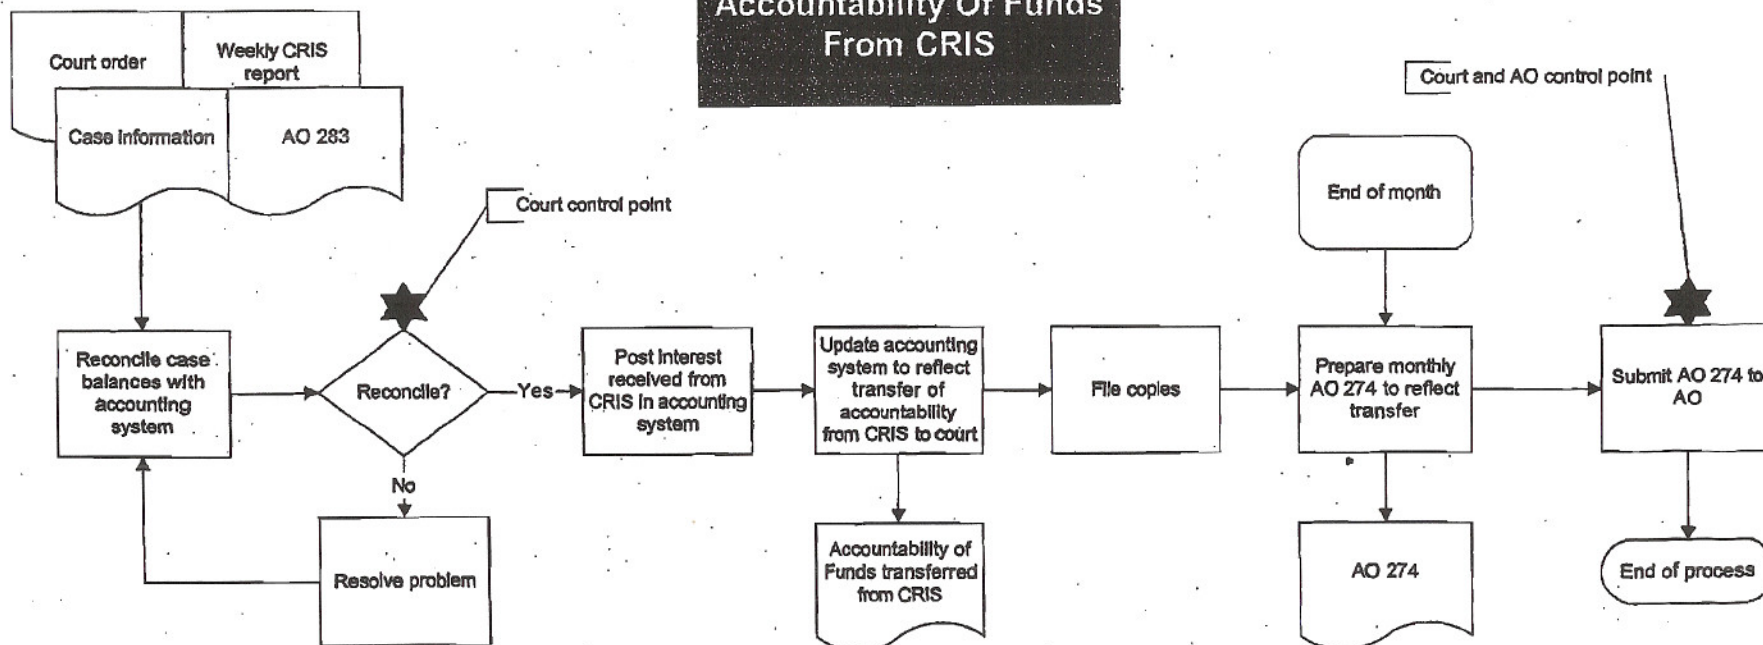 Accountability Of Funds
From CRIS
Court order
Weekly CRIS
report
Case information
AO 283
Court control point
Court and AO control point
End of month
Reconcile case
balances with
accounting
system
Reconcile?
Yes
Post interest
received from
CRIS in accounting
system
Update accounting
system to reflect
transfer of
accountability
from CRIS to court
File copies
Prepare monthly
AO 274 to reflect
transfer
Submit AO 274 to
AO
No
Resolve problem
Accountability of
Funds transferred
from CRIS
AO 274
End of process